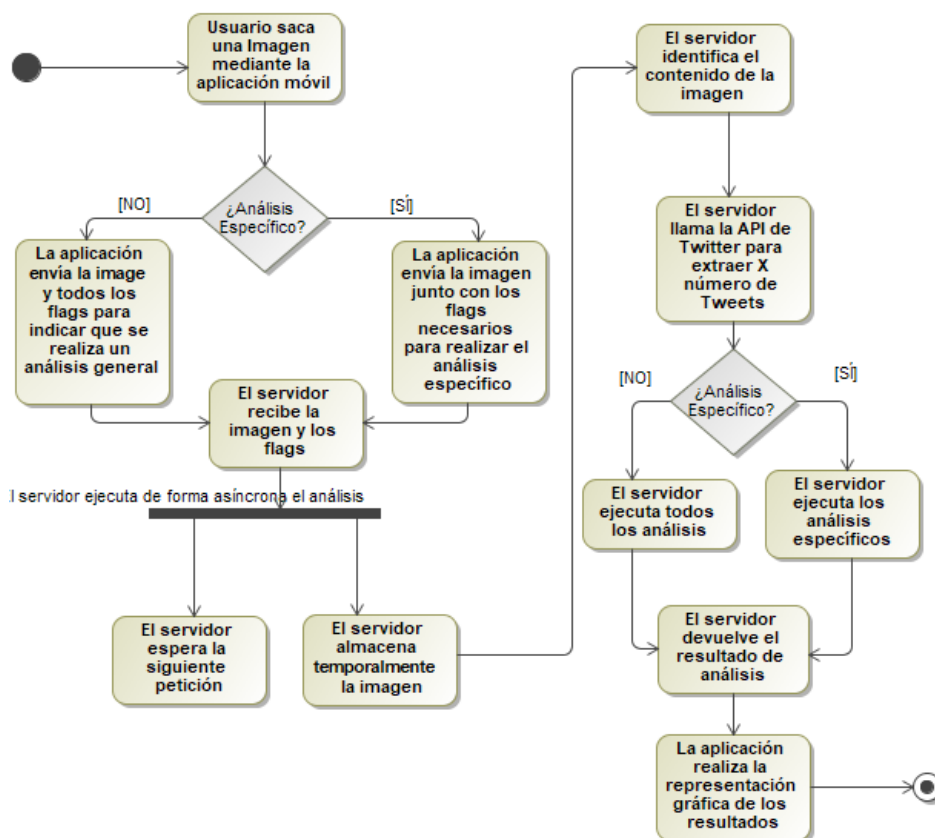 Usuario saca
una Imagen
mediante la
aplicación móvil
¿Análisis
Específico?
[NO]
[SÍ]
La aplicación
envía la image
y todos los
flags para
indicar que se
realiza un
análisis general
La aplicación
envía la imagen
junto con los
flags
necesarios
para realizar el
análisis
específico
El servidor
recibe la
imagen y los
flags
l servidor ejecuta de forma asíncrona el análisis
El servidor
espera la
siguiente
petición
El servidor
almacena
temporalmente
la imagen
El servidor
identifica el
contenido de la
imagen
El servidor
llama la API de
Twitter para
extraer X
número de
Tweets
¿Análisis
Específico?
[NO]
[SÍ]
El servidor
ejecuta todos
los análisis
El servidor
ejecuta los
análisis
específicos
El servidor
devuelve el
resultado de
análisis
La aplicación
realiza la
representación
gráfica de los
resultados